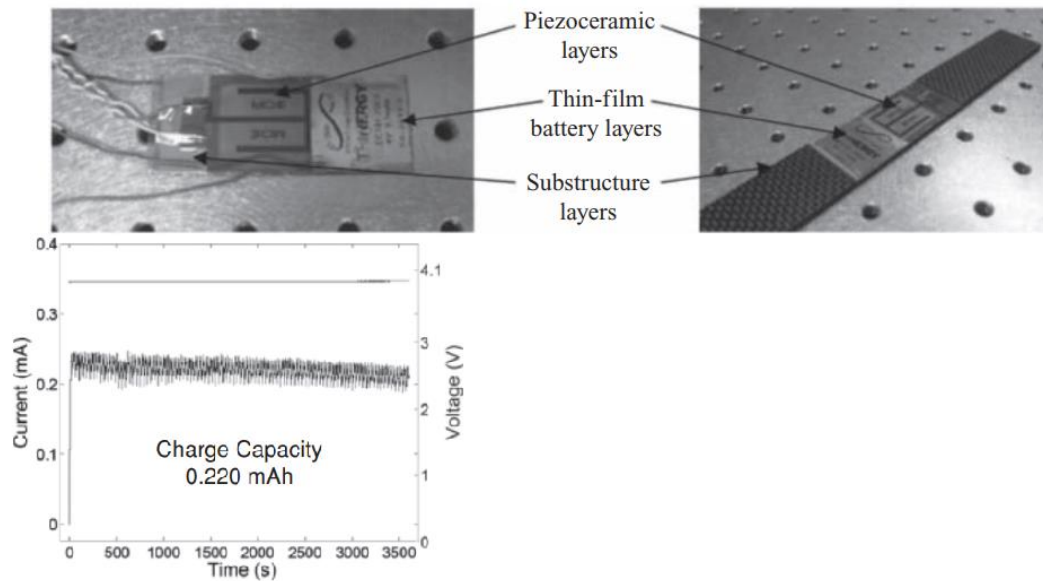 Piezoceramic
layers
Thin-film
battery layers
Substructure
layers
0.4
0.3
0.2
0.1
0
Current (mA)
4.1
3
2
1
0
Voltage (V)
Charge Capacity
0.220 mAh
0 500 1000 1500 2000 2500 3000 3500
Time (s)